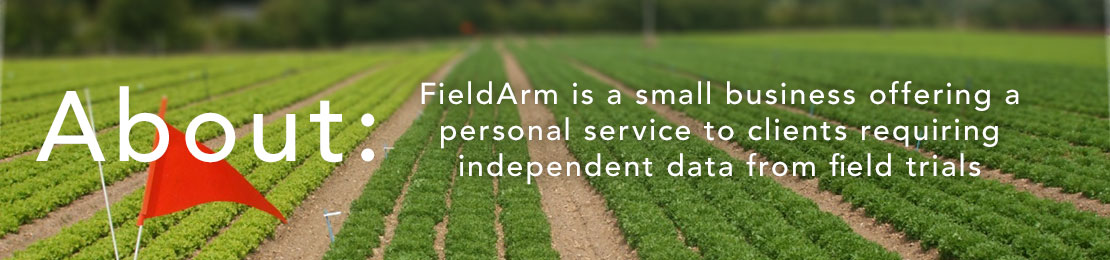 About:
FieldArm is a small business offering a
personal service to clients requiring
independent data from field trials